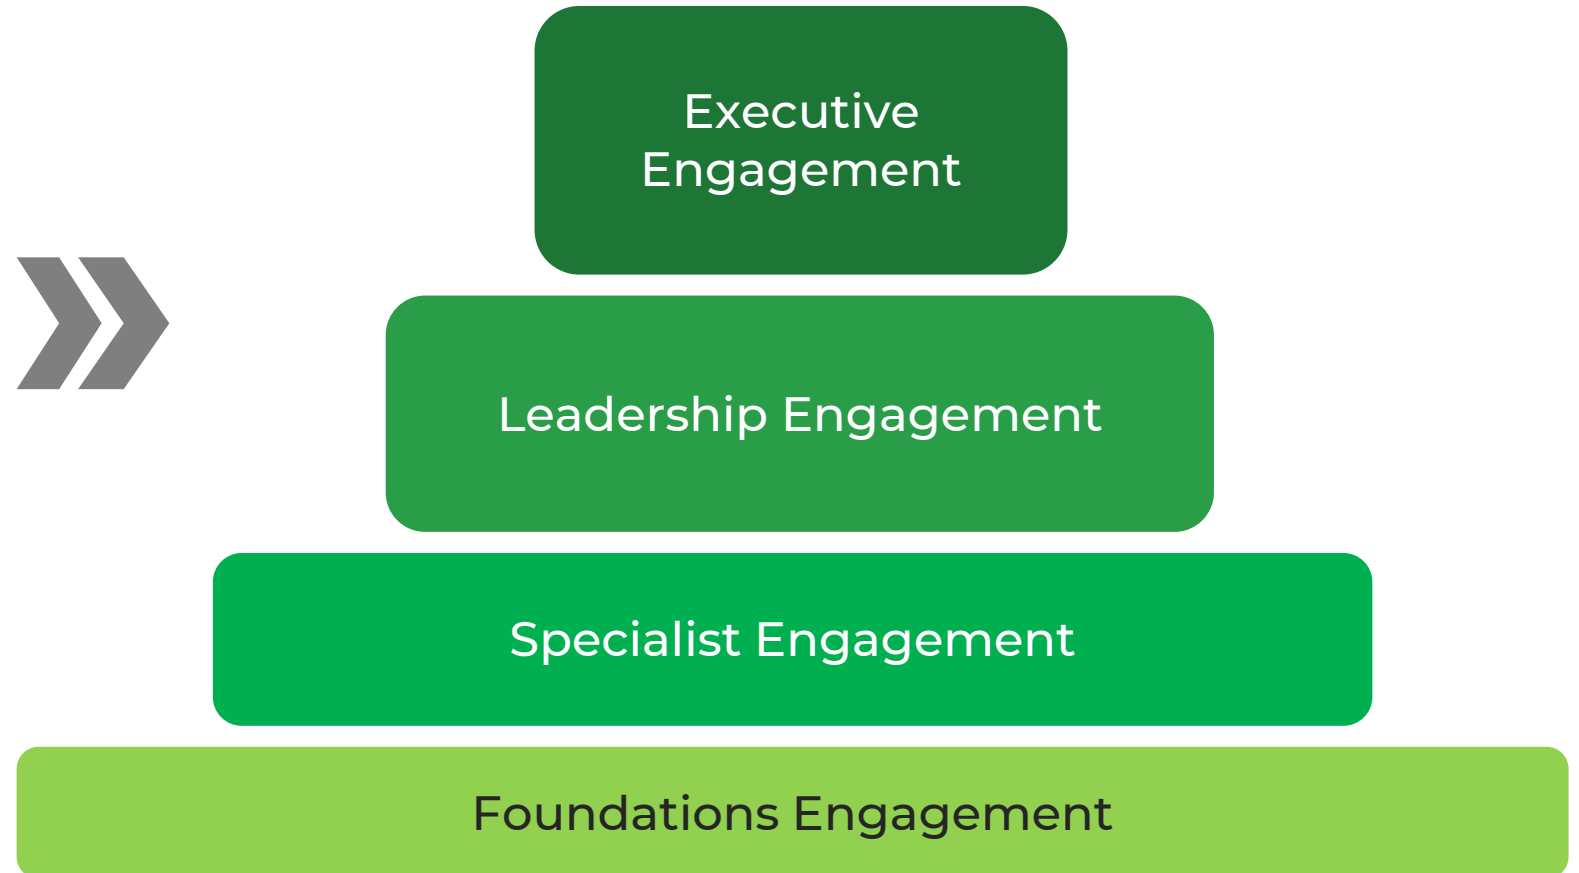 Executive
Engagement
Leadership Engagement
Specialist Engagement
Foundations Engagement